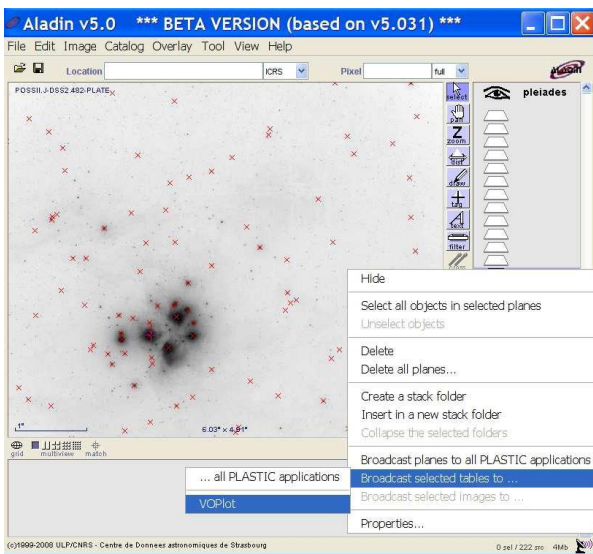 Aladin v5.0 *** BETA VERSION (based on v5.031) ***
File Edit Image Catalog Overlay Tool View Help
Location ICRS Pixel full Aladin
POSSII.J-DSS2.482-PLATE
select
pan
zoom
dist
draw
tag
text
filter
pleiades
1°
6.03° x 4.91°
grid multiview match
Hide
Select all objects in selected planes
Unselect objects
Delete
Delete all planes...
Create a stack folder
Insert in a new stack folder
Collapse the selected folders
Broadcast planes to all PLASTIC applications
Broadcast selected tables to ...
Broadcast selected images to ...
Properties...
... all PLASTIC applications
VOPlot
(c)1999-2008 ULP/CNRS - Centre de Donnees astronomiques de Strasbourg
0 sel / 222 src 4Mb